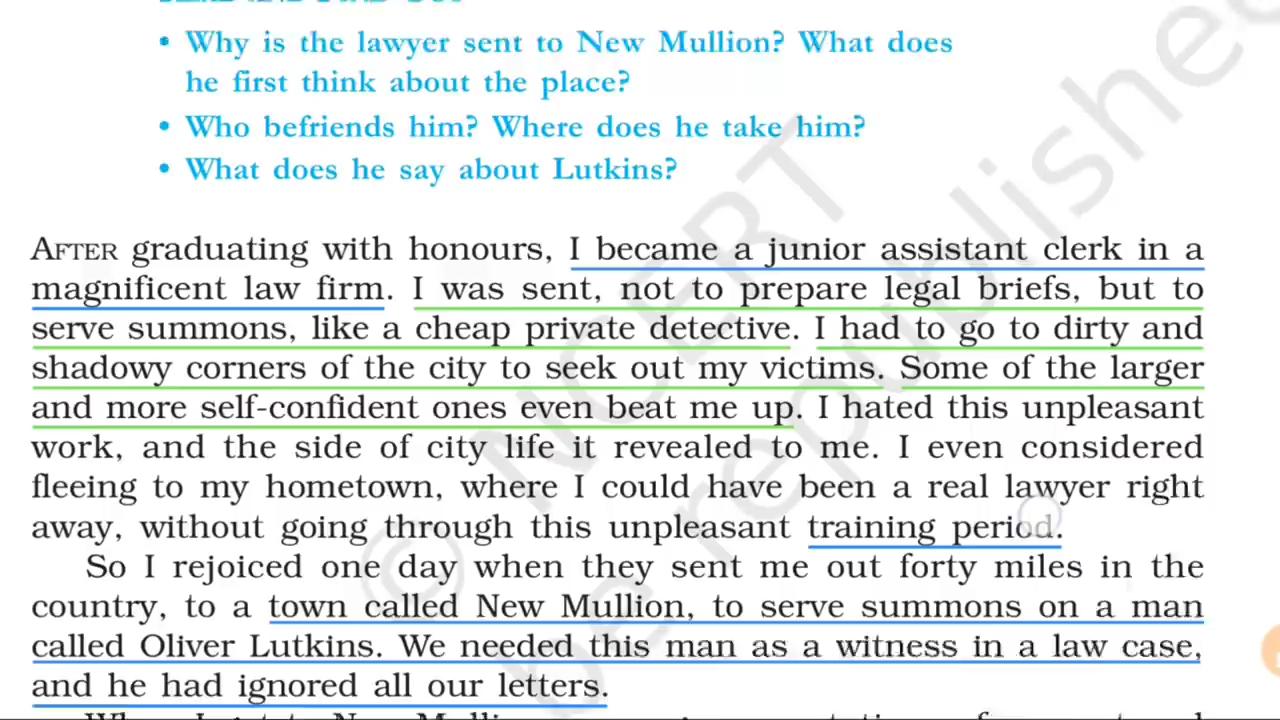 • Why is the lawyer sent to New Mullion? What does
he first think about the place?
• Who befriends him? Where does he take him?
• What does he say about Lutkins?
AFTER graduating with honours, I became a junior assistant clerk in a
magnificent law firm. I was sent, not to prepare legal briefs, but to
serve summons, like a cheap private detective. I had to go to dirty and
shadowy corners of the city to seek out my victims. Some of the larger
and more self-confident ones even beat me up. I hated this unpleasant
work, and the side of city life it revealed to me. I even considered
fleeing to my hometown, where I could have been a real lawyer right
away, without going through this unpleasant training period.
So I rejoiced one day when they sent me out forty miles in the
country, to a town called New Mullion, to serve summons on a man
called Oliver Lutkins. We needed this man as a witness in a law case,
and he had ignored all our letters.
© NCERT
be republished